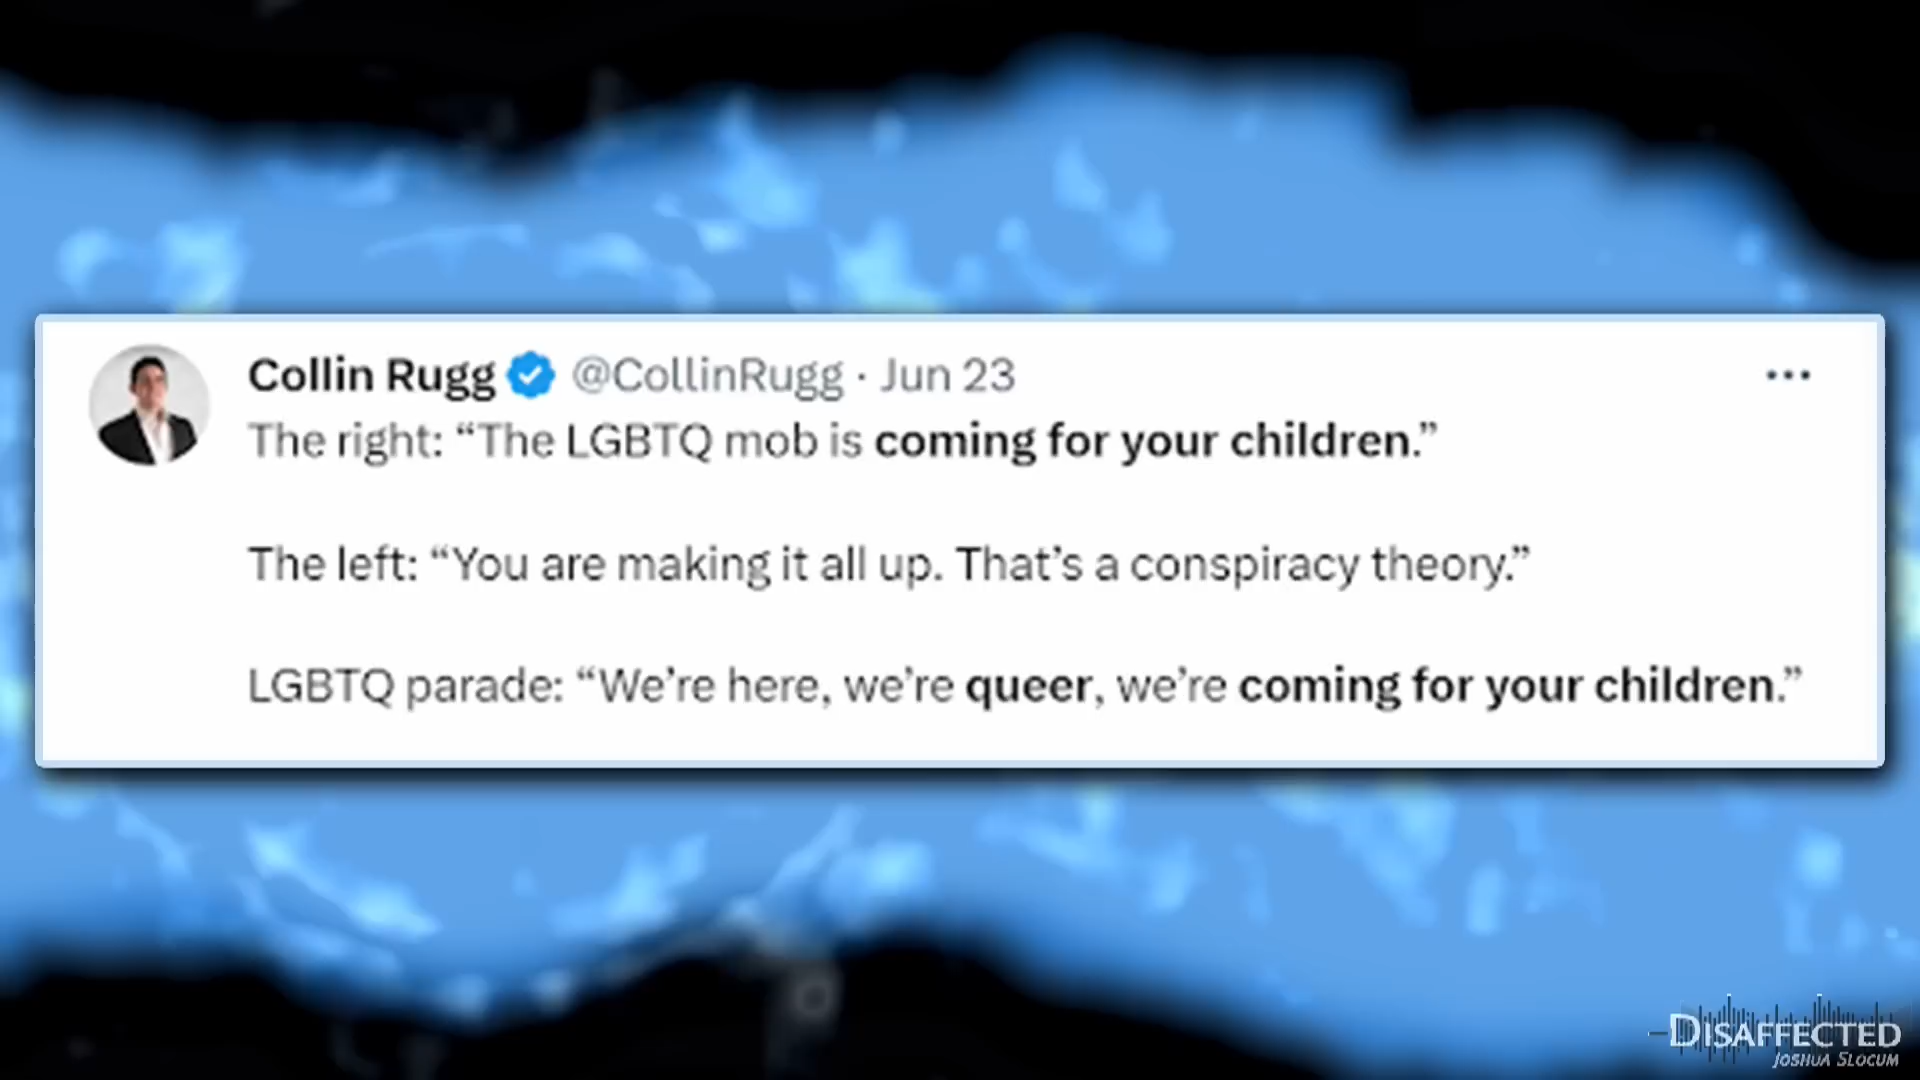 Collin Rugg @CollinRugg · Jun 23
The right: “The LGBTQ mob is coming for your children.”
The left: “You are making it all up. That’s a conspiracy theory.”
LGBTQ parade: “We’re here, we’re queer, we’re coming for your children.”
DISAFFECTED
JOSHUA SLOCUM